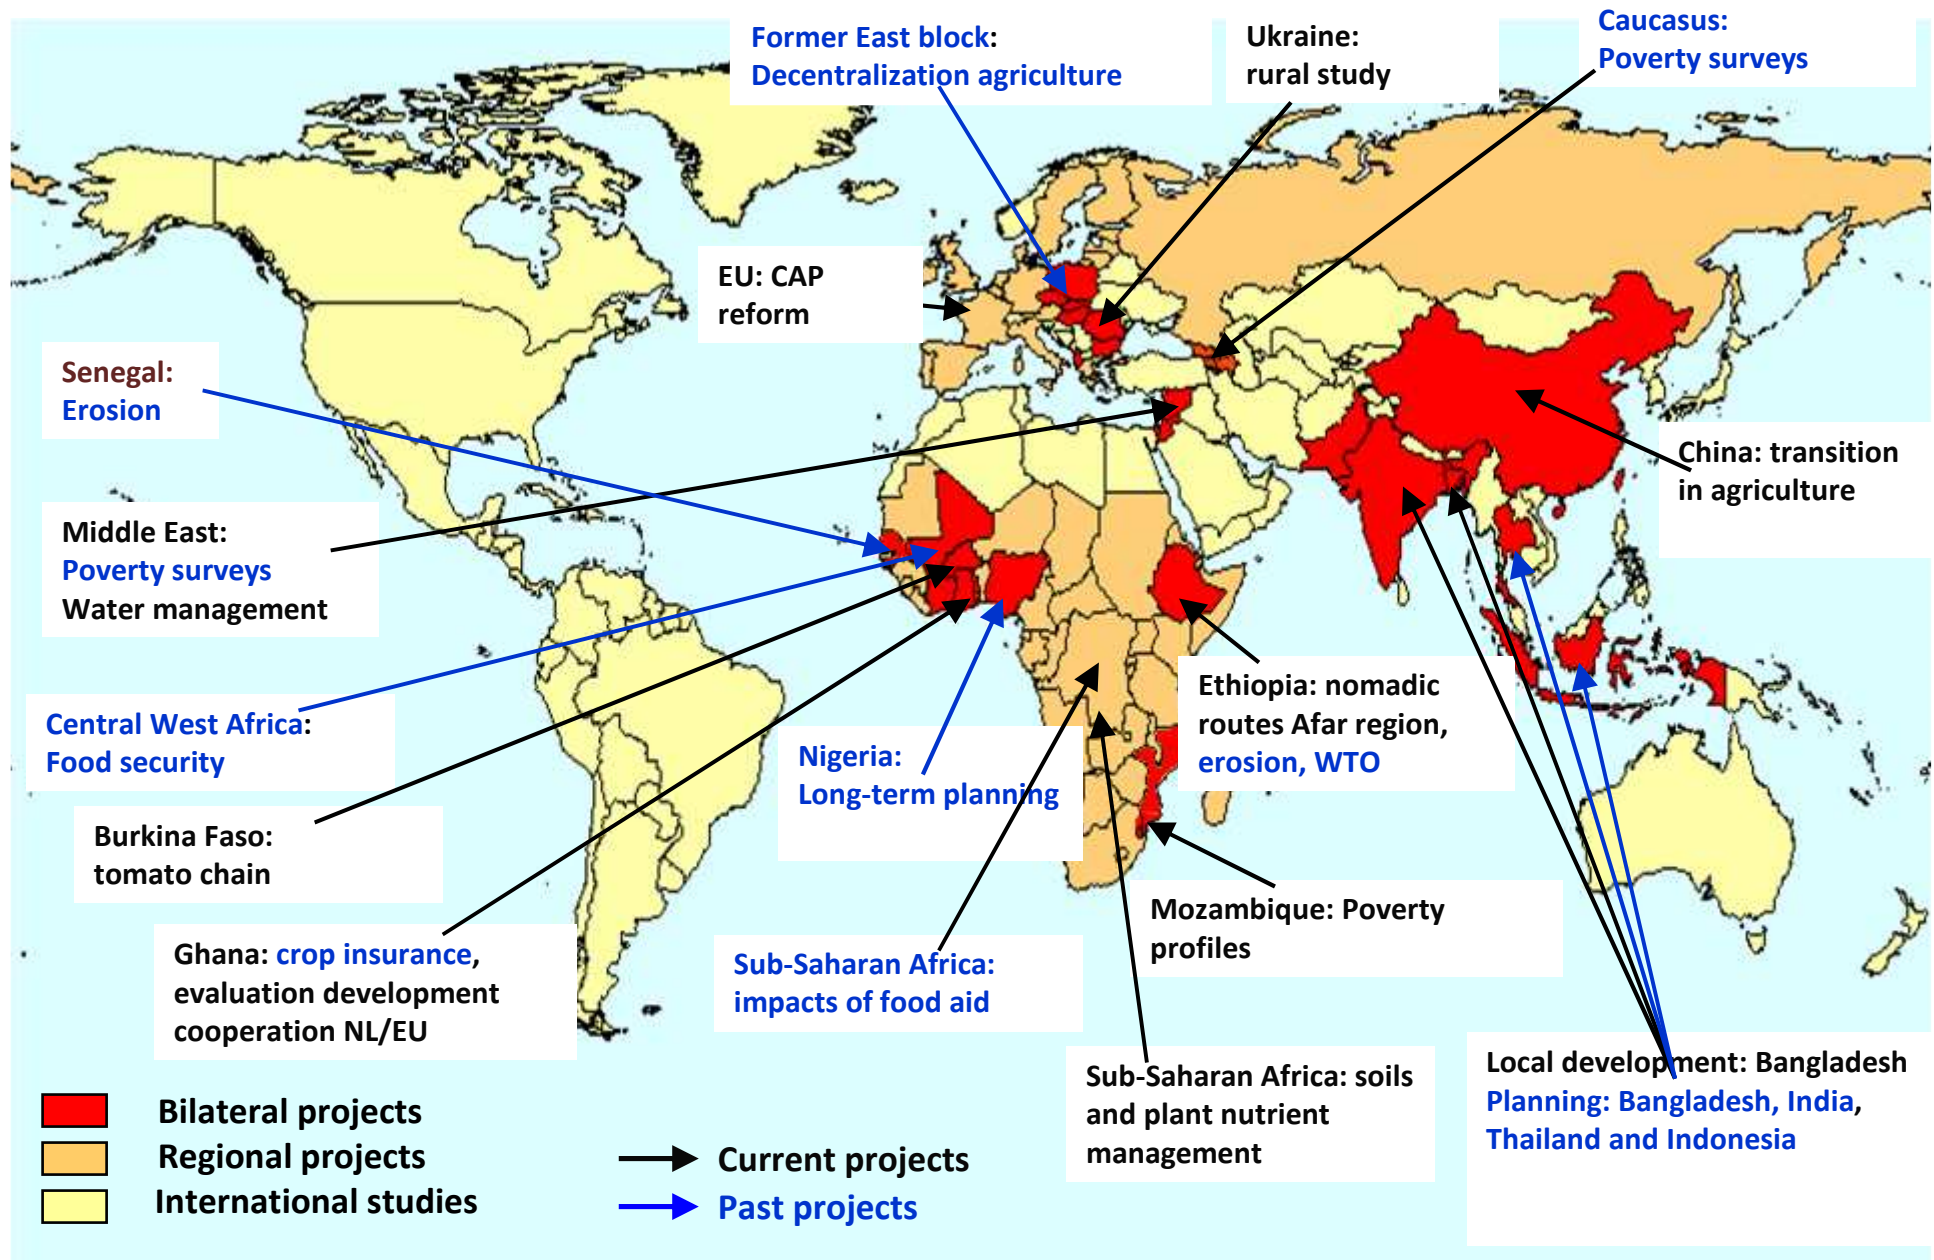 Former East block:
Decentralization agriculture
Ukraine:
rural study
Caucasus:
Poverty surveys
EU: CAP
reform
Senegal:
Erosion
China: transition
in agriculture
Middle East:
Poverty surveys
Water management
Ethiopia: nomadic
routes Afar region,
erosion, WTO
Central West Africa:
Food security
Nigeria:
Long-term planning
Burkina Faso:
tomato chain
Mozambique: Poverty
profiles
Ghana: crop insurance,
evaluation development
cooperation NL/EU
Sub-Saharan Africa:
impacts of food aid
Sub-Saharan Africa: soils
and plant nutrient
management
Local development: Bangladesh
Planning: Bangladesh, India,
Thailand and Indonesia
Bilateral projects
Regional projects
International studies
Current projects
Past projects